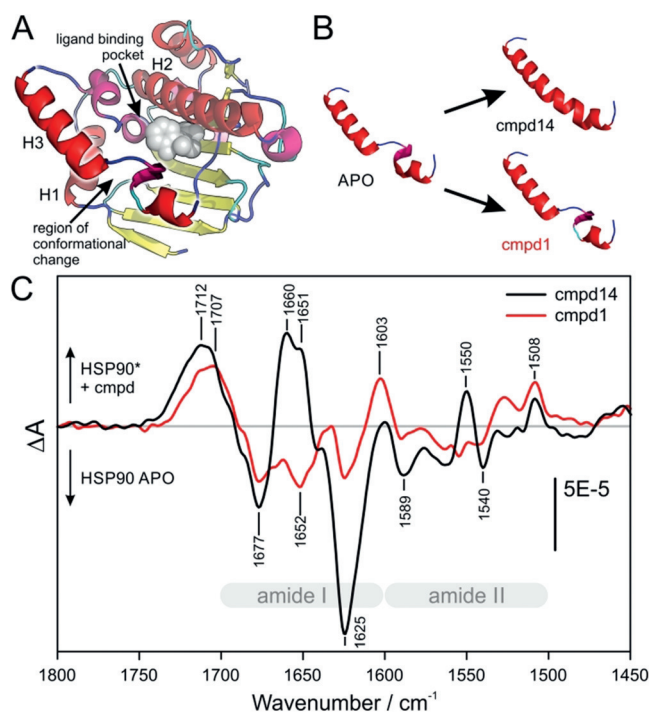 A
ligand binding
pocket
H2
H3
H1
region of
conformational
change
B
APO
cmpd14
cmpd1
C
1712
1707
1660
1651
1603
1550
1508
cmpd14
cmpd1
HSP90*
+ cmpd
ΔA
HSP90 APO
1677
1652
1625
1589
1540
5E-5
amide I
amide II
1800
1750
1700
1650
1600
1550
1500
1450
Wavenumber / cm⁻¹